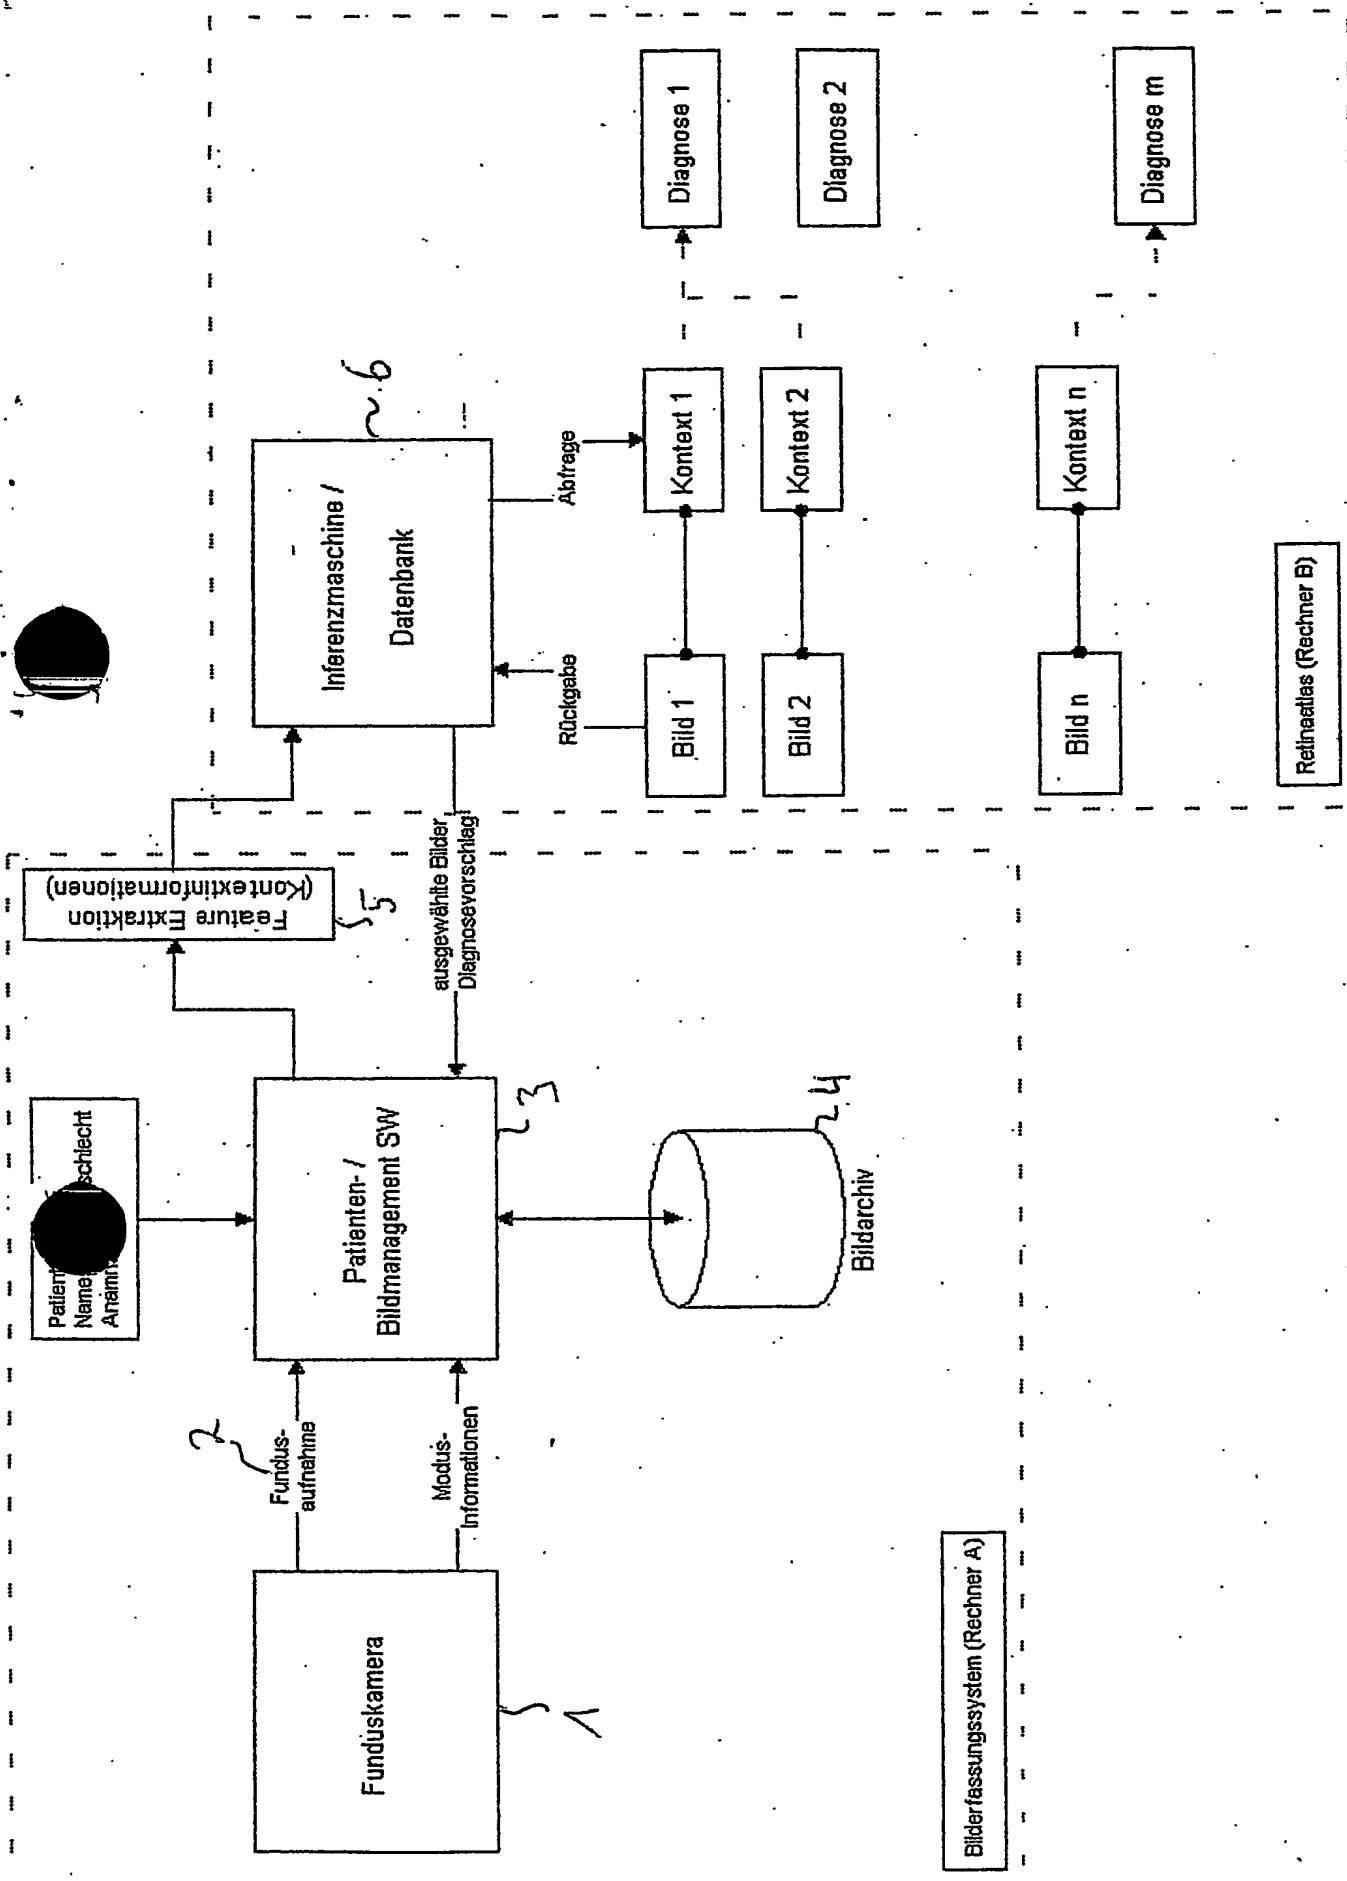 Patient
schlecht
Name
Anamn
Feature Extraktion
(Kontextinformationen)
5
Funduskamera
1
2
Fundus-
aufnahme
Modus-
Informationen
Patienten- /
Bildmanagement SW
3
ausgewählte Bilder,
Diagnosevorschlag
Inferenzmaschine /
Datenbank
6
Bildarchiv
4
Rückgabe
Abfrage
Bild 1
Kontext 1
Diagnose 1
Bild 2
Kontext 2
Diagnose 2
Bild n
Kontext n
Diagnose m
Bilderfassungssystem (Rechner A)
Retinaatlas (Rechner B)